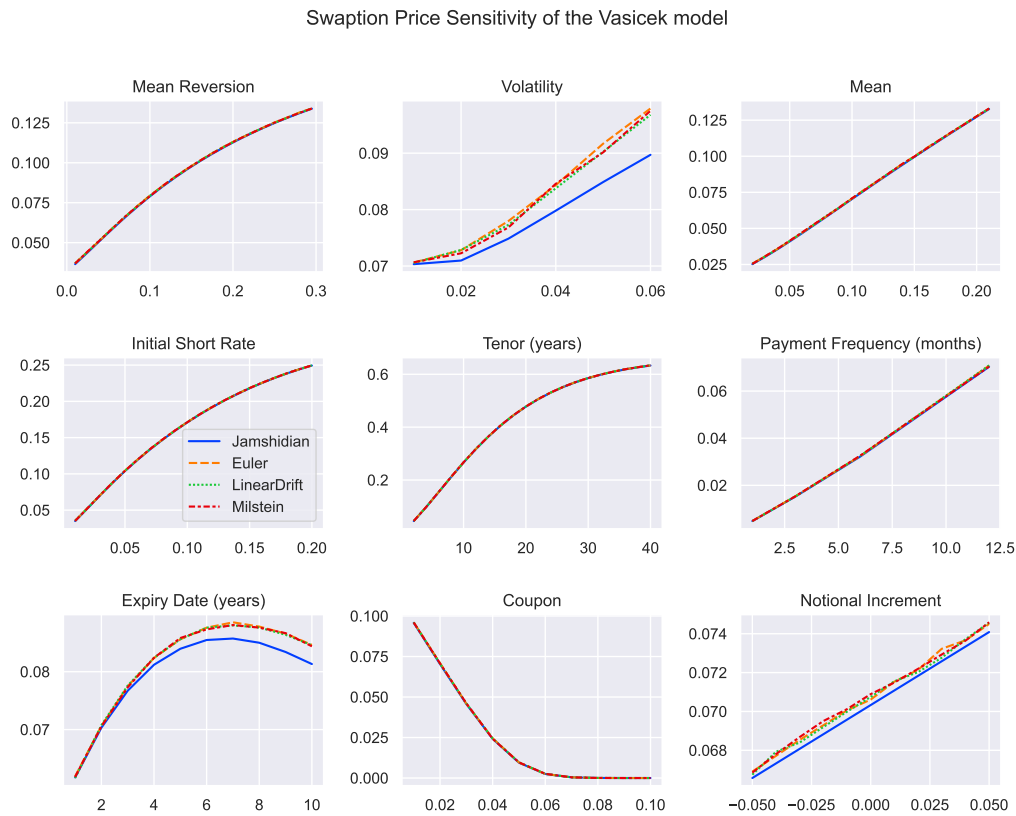 Swaption Price Sensitivity of the Vasicek model
Mean Reversion
0.125
0.100
0.075
0.050
0.0 0.1 0.2 0.3
Volatility
0.09
0.08
0.07
0.02 0.04 0.06
Mean
0.125
0.100
0.075
0.050
0.025
0.05 0.10 0.15 0.20
Initial Short Rate
0.25
0.20
0.15
0.10
0.05
Jamshidian
Euler
LinearDrift
Milstein
0.05 0.10 0.15 0.20
Tenor (years)
0.6
0.4
0.2
10 20 30 40
Payment Frequency (months)
0.06
0.04
0.02
2.5 5.0 7.5 10.0 12.5
Expiry Date (years)
0.08
0.07
2 4 6 8 10
Coupon
0.100
0.075
0.050
0.025
0.000
0.02 0.04 0.06 0.08 0.10
Notional Increment
0.074
0.072
0.070
0.068
−0.050 −0.025 0.000 0.025 0.050